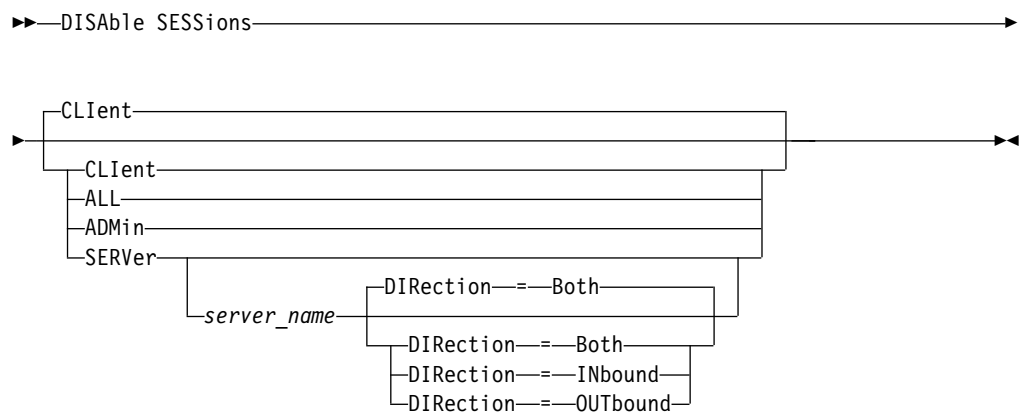 DISAble SESSions
CLIent
CLIent
ALL
ADMin
SERVer
DIRection = Both
server_name
DIRection = Both
DIRection = INbound
DIRection = OUTbound